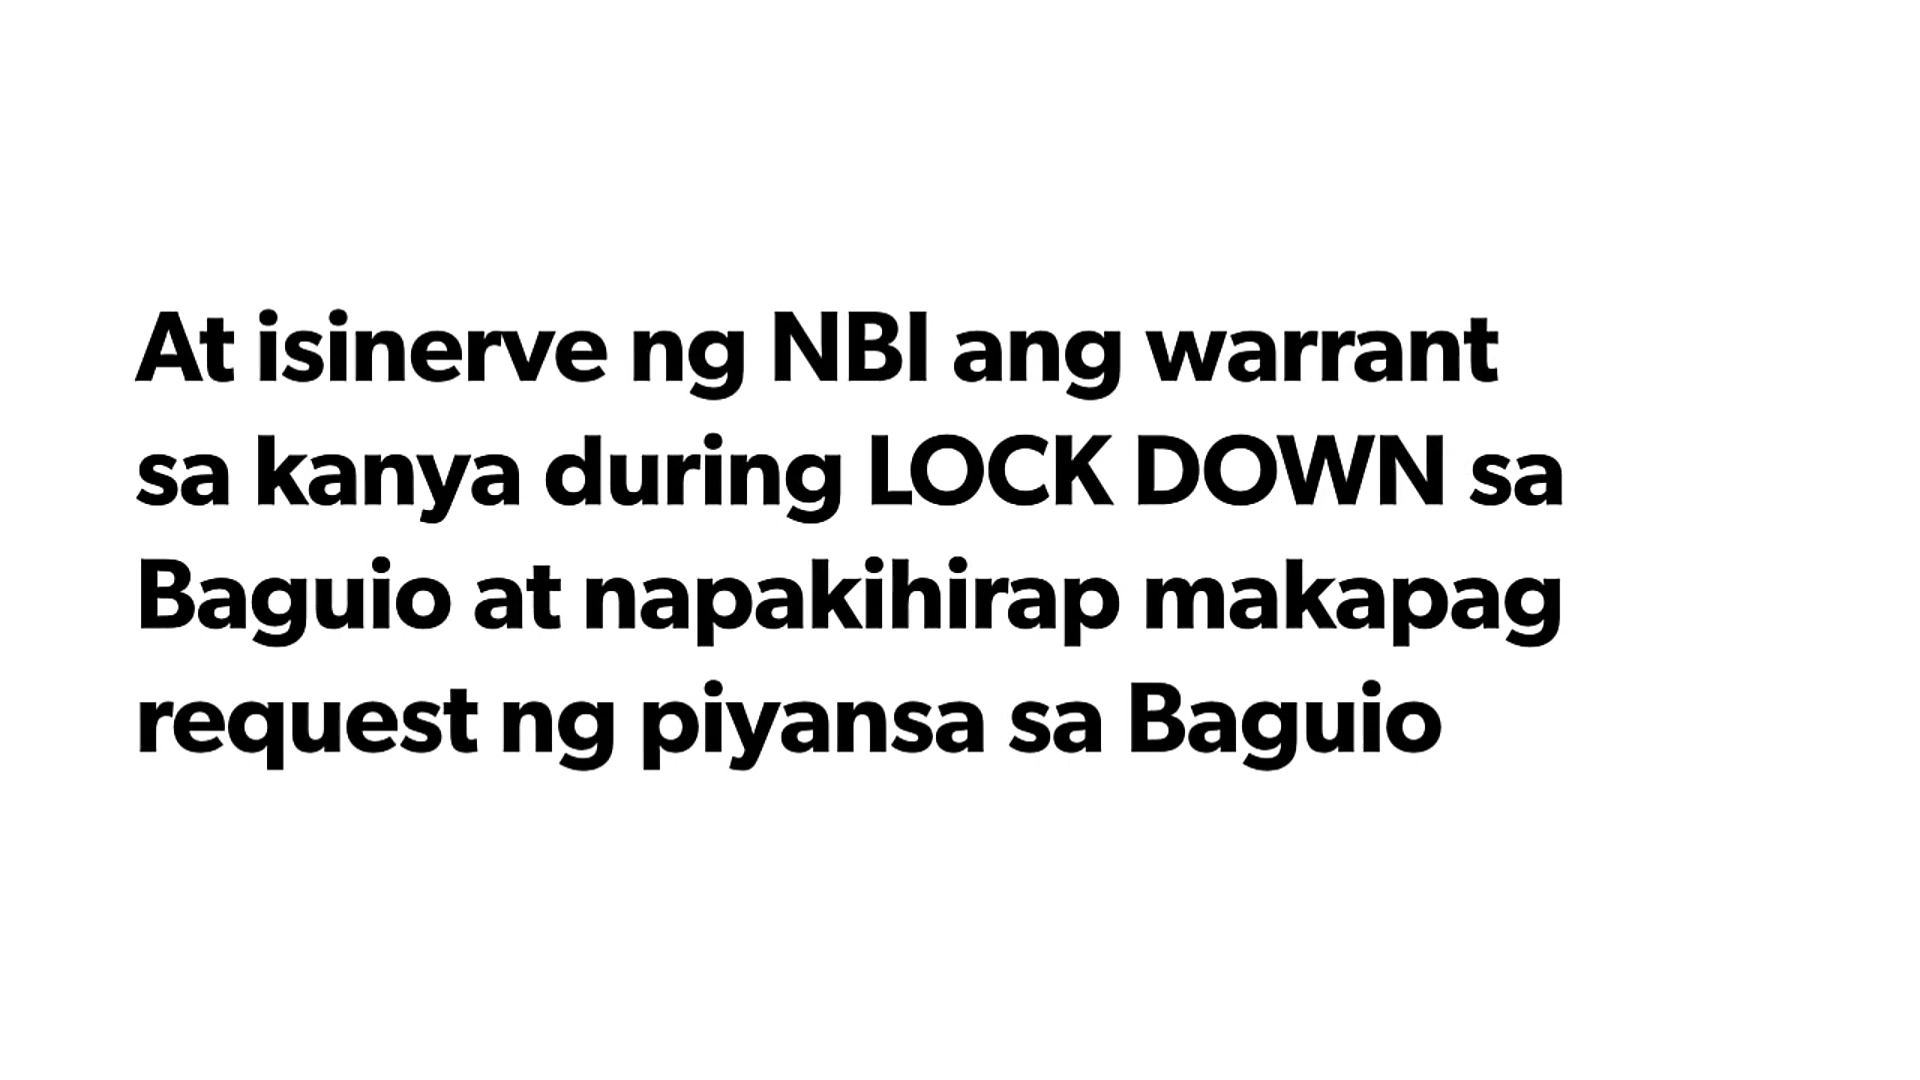 At isinerve ng NBI ang warrant
sa kanya during LOCK DOWN sa
Baguio at napakihirap makapag
request ng piyansa sa Baguio